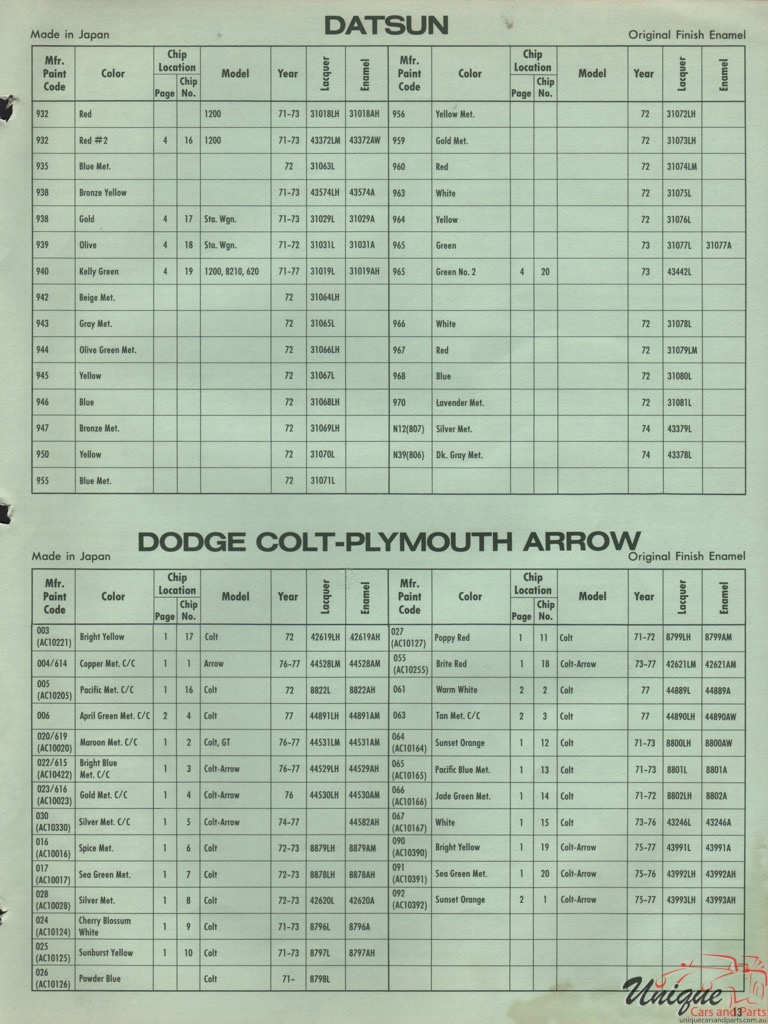 DATSUN
Made in Japan
Original Finish Enamel
Mfr. Paint Code | Color | Chip Location Page | Chip No. | Model | Year | Lacquer | Enamel | Mfr. Paint Code | Color | Chip Location Page | Chip No. | Model | Year | Lacquer | Enamel
932 Red 1200 71-73 31018LH 31018AH 956 Yellow Met. 72 31072LH
932 Red #2 4 16 1200 71-73 43372LM 43372AW 959 Gold Met. 72 31073LH
935 Blue Met. 72 31063L 960 Red 72 31074LM
938 Bronze Yellow 71-73 43574LH 43574A 963 White 72 31075L
938 Gold 4 17 Sta. Wgn. 71-73 31029L 31029A 964 Yellow 72 31076L
939 Olive 4 18 Sta. Wgn. 71-72 31031L 31031A 965 Green 73 31077L 31077A
940 Kelly Green 4 19 1200, B210, 620 71-77 31019L 31019AH 965 Green No. 2 4 20 73 43442L
942 Beige Met. 72 31064LH
943 Gray Met. 72 31065L 966 White 72 31078L
944 Olive Green Met. 72 31066LH 967 Red 72 31079LM
945 Yellow 72 31067L 968 Blue 72 31080L
946 Blue 72 31068LH 970 Lavender Met. 72 31081L
947 Bronze Met. 72 31069LH N12(807) Silver Met. 74 43379L
950 Yellow 72 31070L N39(806) Dk. Gray Met. 74 43378L
955 Blue Met. 72 31071L
DODGE COLT-PLYMOUTH ARROW
Made in Japan
Original Finish Enamel
Mfr. Paint Code | Color | Chip Location Page | Chip No. | Model | Year | Lacquer | Enamel | Mfr. Paint Code | Color | Chip Location Page | Chip No. | Model | Year | Lacquer | Enamel
003 (AC10221) Bright Yellow 1 17 Colt 72 42619LH 42619AH 027 (AC10127) Poppy Red 1 11 Colt 71-72 8799LH 8799AM
004/614 Copper Met. C/C 1 1 Arrow 76-77 44528LM 44528AM 055 (AC10255) Brite Red 1 18 Colt-Arrow 73-77 42621LM 42621AM
005 (AC10205) Pacific Met. C/C 1 16 Colt 72 8822L 8822AH 061 Warm White 2 2 Colt 77 44889L 44889A
006 April Green Met. C/C 2 4 Colt 77 44891LH 44891AM 063 Tan Met. C/C 2 3 Colt 77 44890LH 44890AW
020/619 (AC10020) Maroon Met. C/C 1 2 Colt, GT 76-77 44531LM 44531AM 064 (AC10164) Sunset Orange 1 12 Colt 71-73 8800LH 8800AW
022/615 (AC10422) Bright Blue Met. C/C 1 3 Colt-Arrow 76-77 44529LH 44529AH 065 (AC10165) Pacific Blue Met. 1 13 Colt 71-73 8801L 8801A
023/616 (AC10023) Gold Met. C/C 1 4 Colt-Arrow 76 44530LH 44530AM 066 (AC10166) Jade Green Met. 1 14 Colt 71-72 8802LH 8802A
030 (AC10330) Silver Met. C/C 1 5 Colt-Arrow 74-77 44582AH 067 (AC10167) White 1 15 Colt 73-76 43246L 43246A
016 (AC10016) Spice Met. 1 6 Colt 72-73 8879LH 8879AM 090 (AC10390) Bright Yellow 1 19 Colt-Arrow 75-77 43991L 43991A
017 (AC10017) Sea Green Met. 1 7 Colt 72-73 8878LH 8878AH 091 (AC10391) Sea Green Met. 1 20 Colt-Arrow 75-76 43992LH 43992AH
028 (AC10028) Silver Met. 1 8 Colt 72-73 42620L 42620A 092 (AC10392) Sunset Orange 2 1 Colt-Arrow 75-77 43993LH 43993AH
024 (AC10124) Cherry Blossom White 1 9 Colt 71-73 8796L 8796A
025 (AC10125) Sunburst Yellow 1 10 Colt 71-73 8797L 8797AH
026 (AC10126) Powder Blue Colt 71- 8798L
Unique
Cars and Parts
13
uniquecarsandparts.com.au